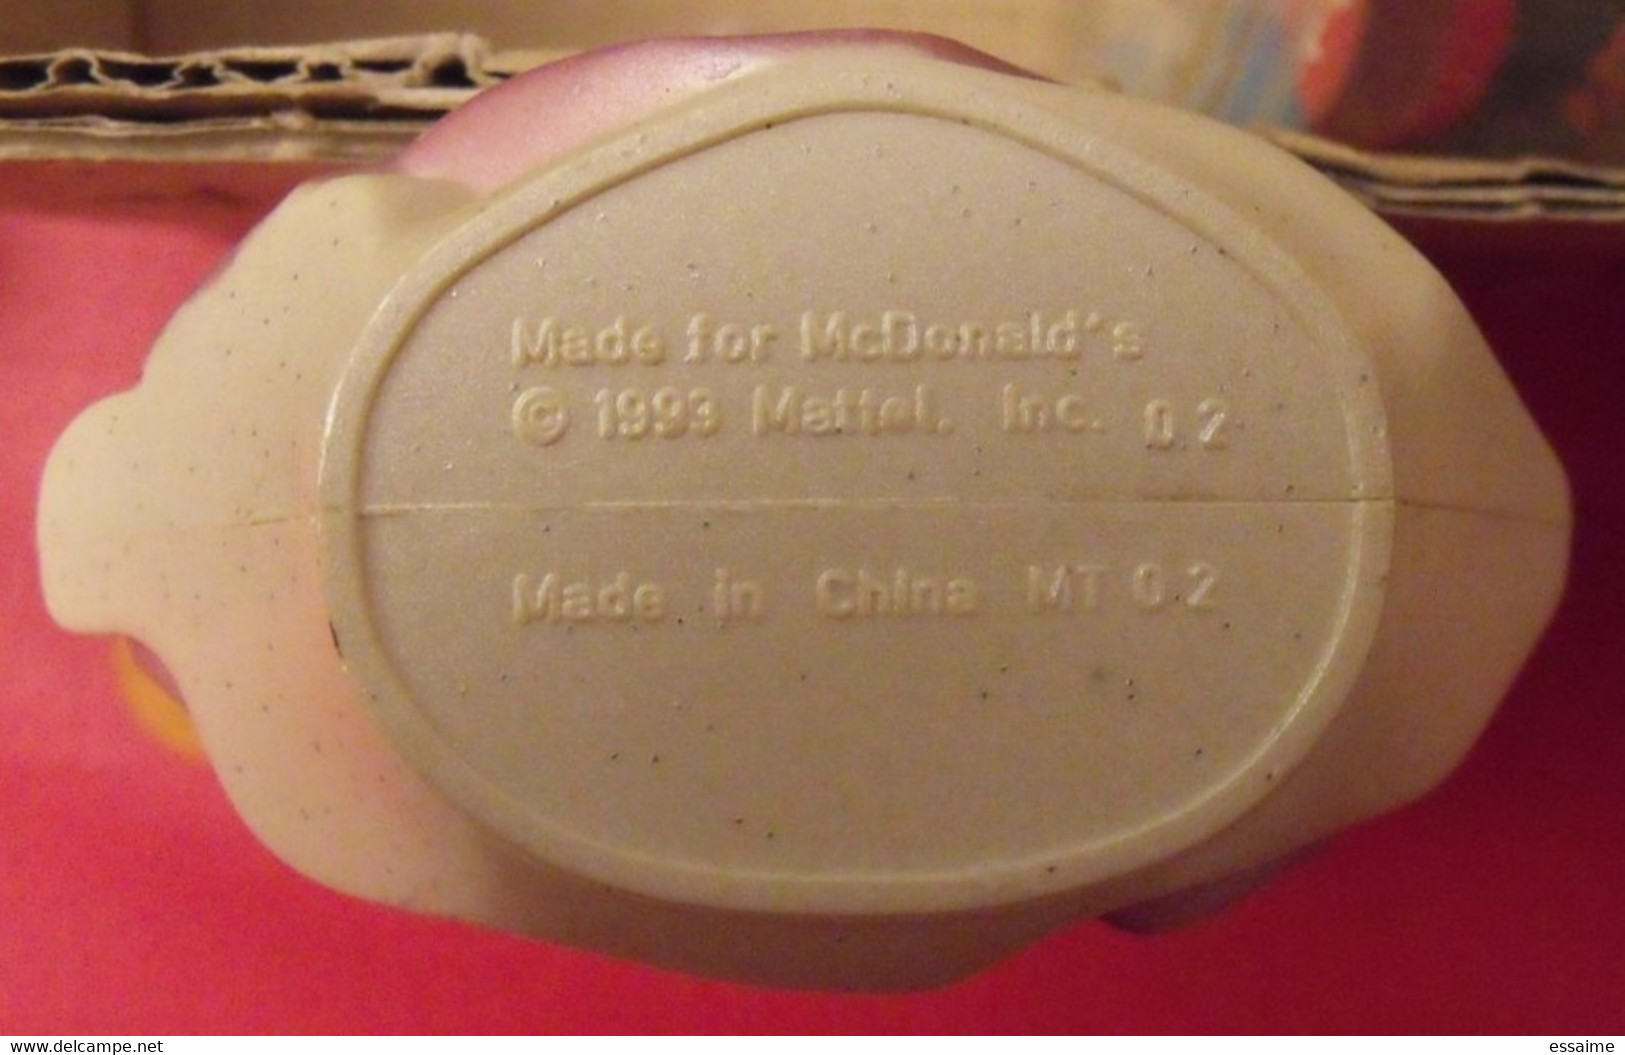 Made for McDonald's
© 1993 Mattel. Inc. 0.2
Made in China MT 0 2
www.delcampe.net
essaime